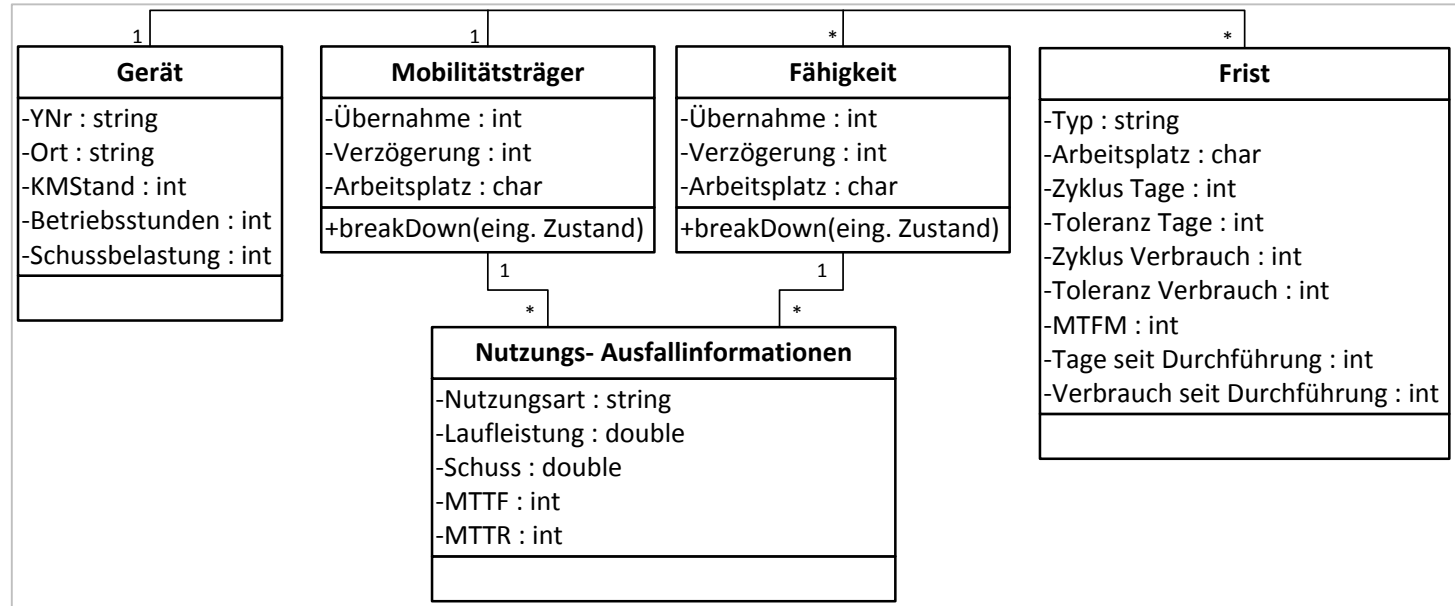 1
1
*
*
Gerät
-YNr : string
-Ort : string
-KMStand : int
-Betriebsstunden : int
-Schussbelastung : int
Mobilitätsträger
-Übernahme : int
-Verzögerung : int
-Arbeitsplatz : char
+breakDown(eing. Zustand)
Fähigkeit
-Übernahme : int
-Verzögerung : int
-Arbeitsplatz : char
+breakDown(eing. Zustand)
Frist
-Typ : string
-Arbeitsplatz : char
-Zyklus Tage : int
-Toleranz Tage : int
-Zyklus Verbrauch : int
-Toleranz Verbrauch : int
-MTFM : int
-Tage seit Durchführung : int
-Verbrauch seit Durchführung : int
1
1
*
*
Nutzungs- Ausfallinformationen
-Nutzungsart : string
-Laufleistung : double
-Schuss : double
-MTTF : int
-MTTR : int